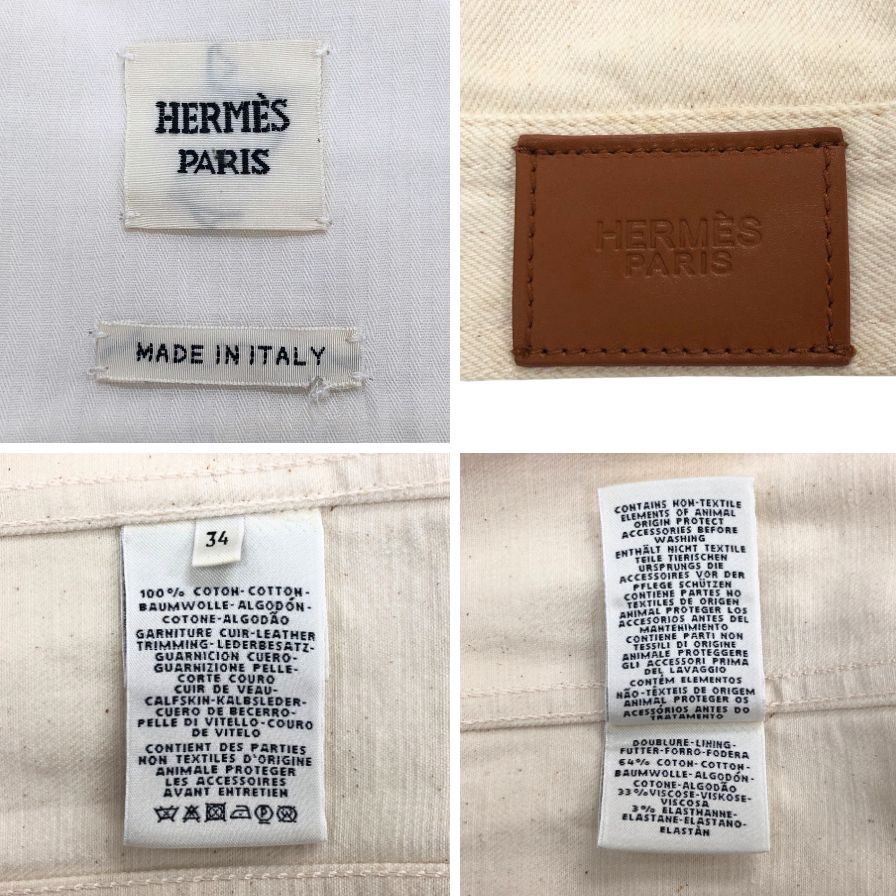 HERMÈS
PARIS
MADE IN ITALY
HERMÈS
PARIS
34
100% COTON-COTTON-
BAUMWOLLE-ALGODÓN-
COTONE-ALGODÃO
GARNITURE CUIR-LEATHER
TRIMMING-LEDERBESATZ-
GUARNICION CUERO-
GUARNIZIONE PELLE-
CORTE COURO
CUIR DE VEAU-
CALFSKIN-KALBSLEDER-
CUERO DE BECERRO-
PELLE DI VITELLO-COURO
DE VITELO
CONTIENT DES PARTIES
NON TEXTILES D'ORIGINE
ANIMALE PROTEGER
LES ACCESSOIRES
AVANT ENTRETIEN
CONTAINS NON-TEXTILE
ELEMENTS OF ANIMAL
ORIGIN PROTECT
ACCESSORIES BEFORE
WASHING
ENTHÄLT NICHT TEXTILE
TEILE TIERISCHEN
URSPRUNGS DIE
ACCESSOIRES VOR DER
PFLEGE SCHÜTZEN
CONTIENE PARTES NO
TEXTILES DE ORIGEN
ANIMAL PROTEGER LOS
ACCESORIOS ANTES DEL
MANTENIMIENTO
CONTIENE PARTI NON
TESSILI DI ORIGINE
ANIMALE PROTEGGERE
GLI ACCESSORI PRIMA
DEL LAVAGGIO
CONTÉM ELEMENTOS
NÃO-TÊXTEIS DE ORIGEM
ANIMAL PROTEGER OS
ACESSÓRIOS ANTES DO
TRATAMENTO
DOUBLURE-LINING-
FUTTER-FORRO-FODERA
64% COTON-COTTON-
BAUMWOLLE-ALGODÓN-
COTONE-ALGODÃO
33%VISCOSE-VISKOSE-
VISCOSA
3% ELASTHANNE-
ELASTANE-ELASTANO-
ELASTÁN